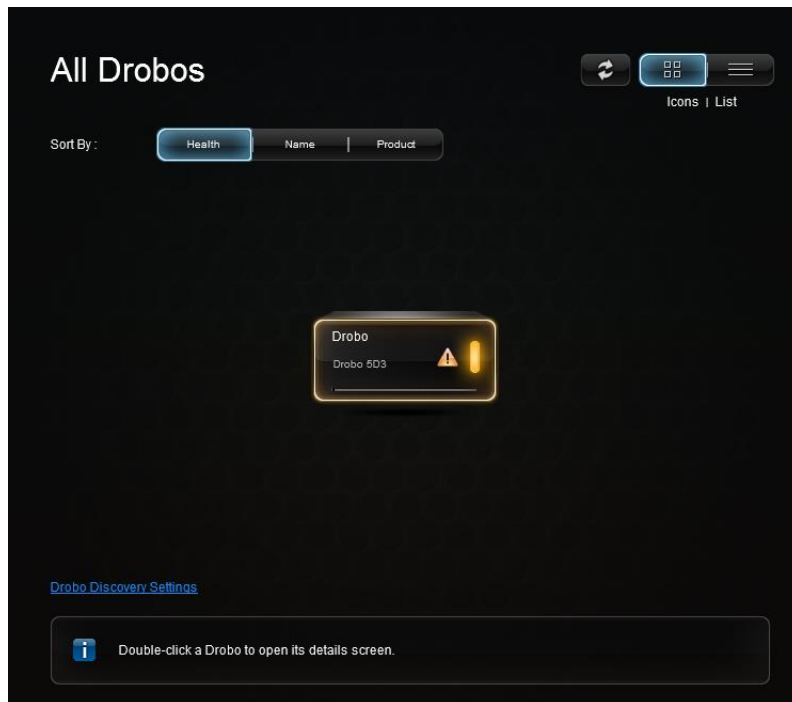 All Drobos
Icons | List
Sort By :
Health | Name | Product
Drobo
Drobo 5D3
Drobo Discovery Settings
Double-click a Drobo to open its details screen.